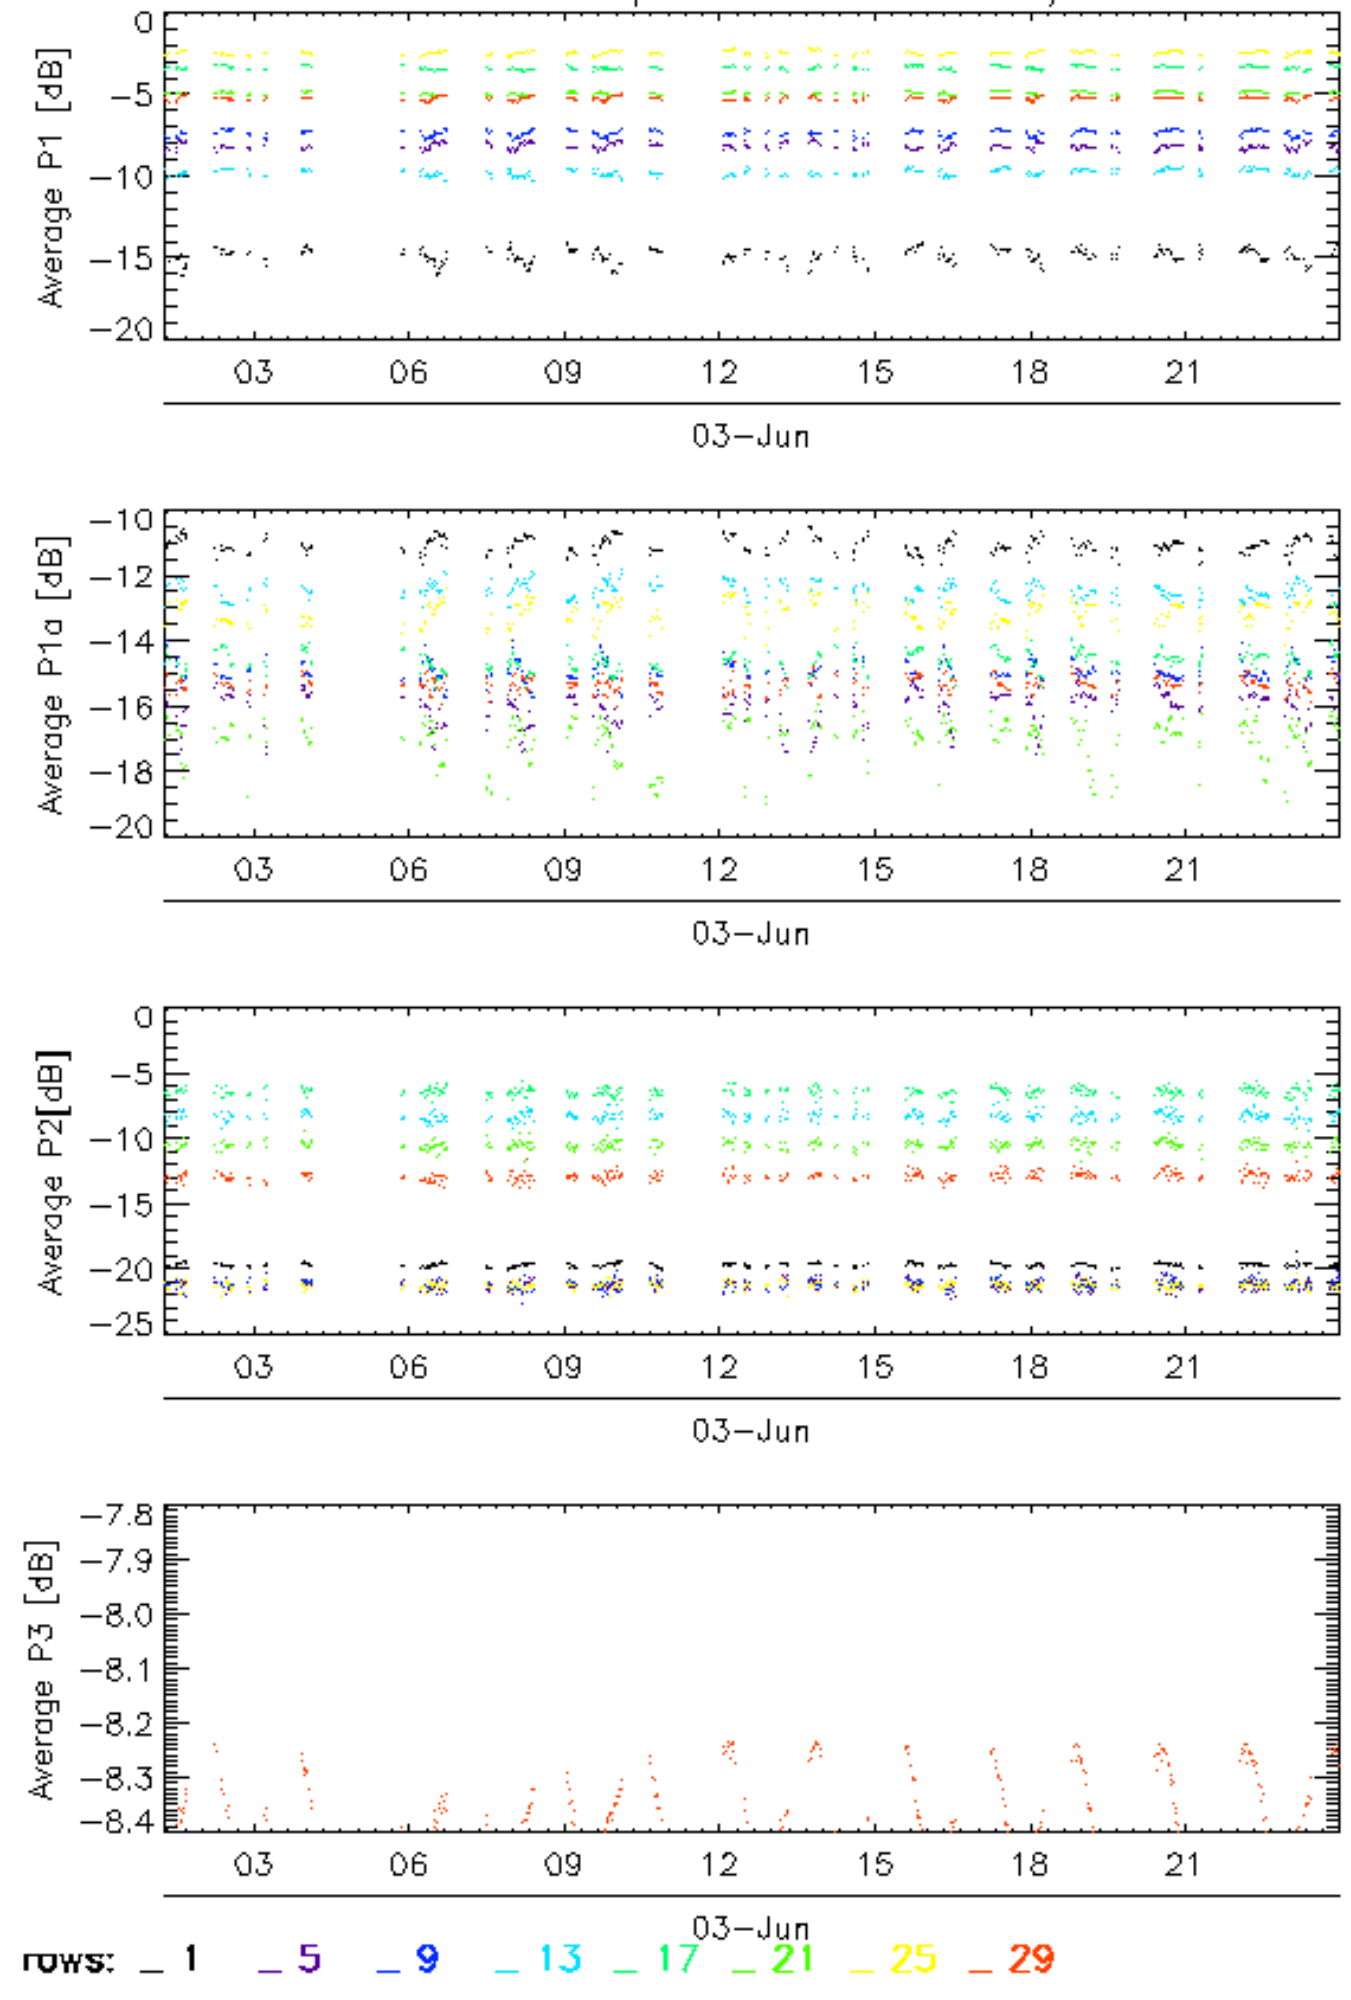 0
−5
−10
−15
−20
Average P1 [dB]
03 06 09 12 15 18 21
03−Jun
−10
−12
−14
−16
−18
−20
Average P1a [dB]
03 06 09 12 15 18 21
03−Jun
0
−5
−10
−15
−20
−25
Average P2[dB]
03 06 09 12 15 18 21
03−Jun
−7.8
−7.9
−8.0
−8.1
−8.2
−8.3
−8.4
Average P3 [dB]
03 06 09 12 15 18 21
03−Jun
rows: _ 1 _ 5 _ 9 _ 13 _ 17 _ 21 _ 25 _ 29